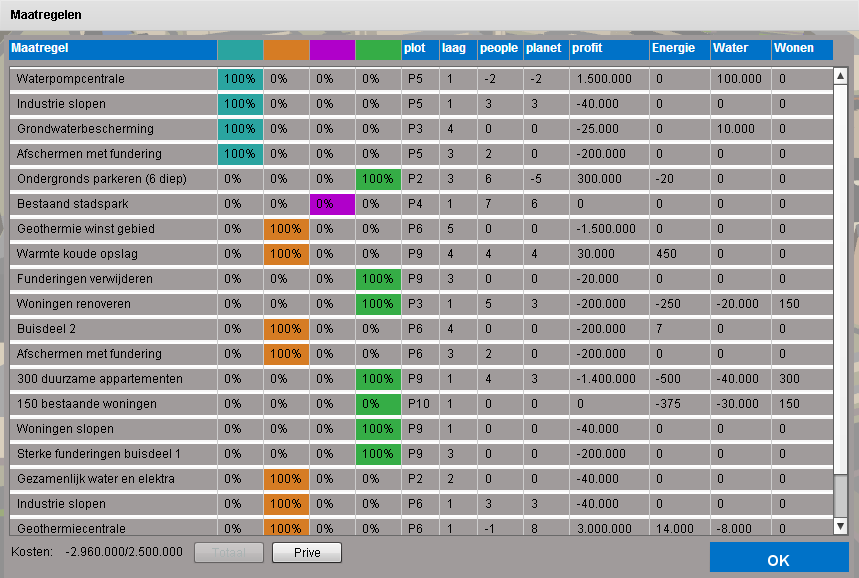 Maatregelen
Maatregel plot laag people planet profit Energie Water Wonen
Waterpompcentrale 100% 0% 0% 0% P5 1 -2 -2 1.500.000 0 100.000 0
Industrie slopen 100% 0% 0% 0% P5 1 3 3 -40.000 0 0 0
Grondwaterbescherming 100% 0% 0% 0% P3 4 0 0 -25.000 0 10.000 0
Afschermen met fundering 100% 0% 0% 0% P5 3 2 0 -200.000 0 0 0
Ondergronds parkeren (6 diep) 0% 0% 0% 100% P2 3 6 -5 300.000 -20 0 0
Bestaand stadspark 0% 0% 0% 0% P4 1 7 6 0 0 0 0
Geothermie winst gebied 0% 100% 0% 0% P6 5 0 0 -1.500.000 0 0 0
Warmte koude opslag 0% 100% 0% 0% P9 4 4 4 30.000 450 0 0
Funderingen verwijderen 0% 0% 0% 100% P9 3 0 0 -20.000 0 0 0
Woningen renoveren 0% 0% 0% 100% P3 1 5 3 -200.000 -250 -20.000 150
Buisdeel 2 0% 100% 0% 0% P6 4 0 0 -200.000 7 0 0
Afschermen met fundering 0% 100% 0% 0% P6 3 2 0 -200.000 0 0 0
300 duurzame appartementen 0% 0% 0% 100% P9 1 4 3 -1.400.000 -500 -40.000 300
150 bestaande woningen 0% 0% 0% 0% P10 1 0 0 0 -375 -30.000 150
Woningen slopen 0% 0% 0% 100% P9 1 0 0 -40.000 0 0 0
Sterke funderingen buisdeel 1 0% 0% 0% 100% P9 3 0 0 -200.000 0 0 0
Gezamenlijk water en elektra 0% 100% 0% 0% P2 2 0 0 -40.000 0 0 0
Industrie slopen 0% 100% 0% 0% P6 1 3 3 -40.000 0 0 0
Geothermiecentrale 0% 100% 0% 0% P6 1 -1 8 3.000.000 14.000 -8.000 0
Kosten: -2.960.000/2.500.000 Totaal Prive OK